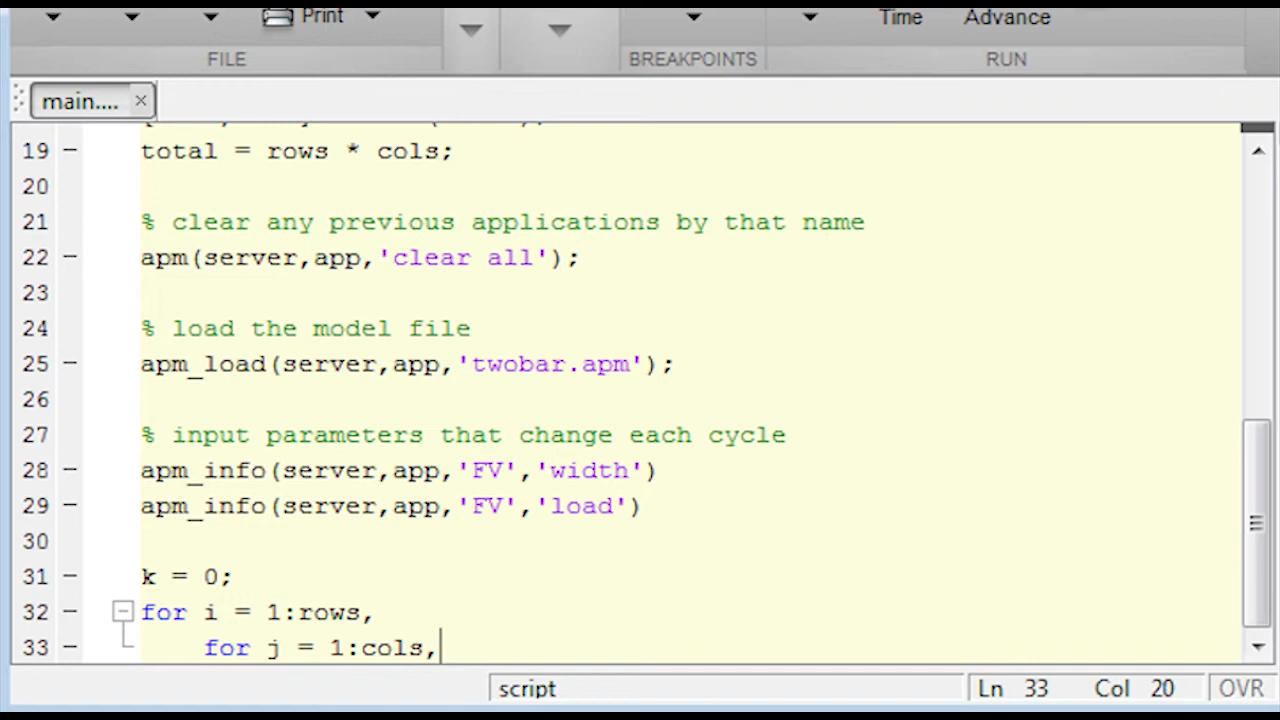 Print
Time Advance
FILE BREAKPOINTS RUN
main.... ×
19 – total = rows * cols;
20
21 % clear any previous applications by that name
22 – apm(server,app,'clear all');
23
24 % load the model file
25 – apm_load(server,app,'twobar.apm');
26
27 % input parameters that change each cycle
28 – apm_info(server,app,'FV','width')
29 – apm_info(server,app,'FV','load')
30
31 – k = 0;
32 – for i = 1:rows,
33 – for j = 1:cols,
script Ln 33 Col 20 OVR